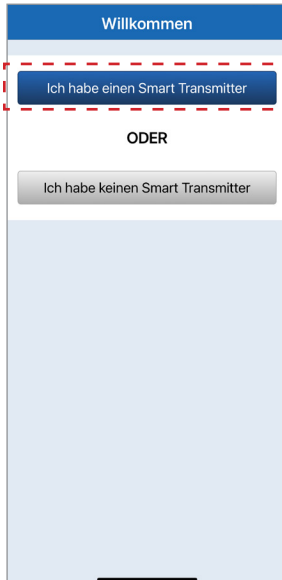 Willkommen
Ich habe einen Smart Transmitter
ODER
Ich habe keinen Smart Transmitter